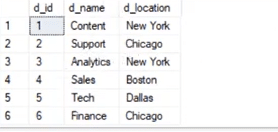 d_id d_name d_location
1 1 Content New York
2 2 Support Chicago
3 3 Analytics New York
4 4 Sales Boston
5 5 Tech Dallas
6 6 Finance Chicago